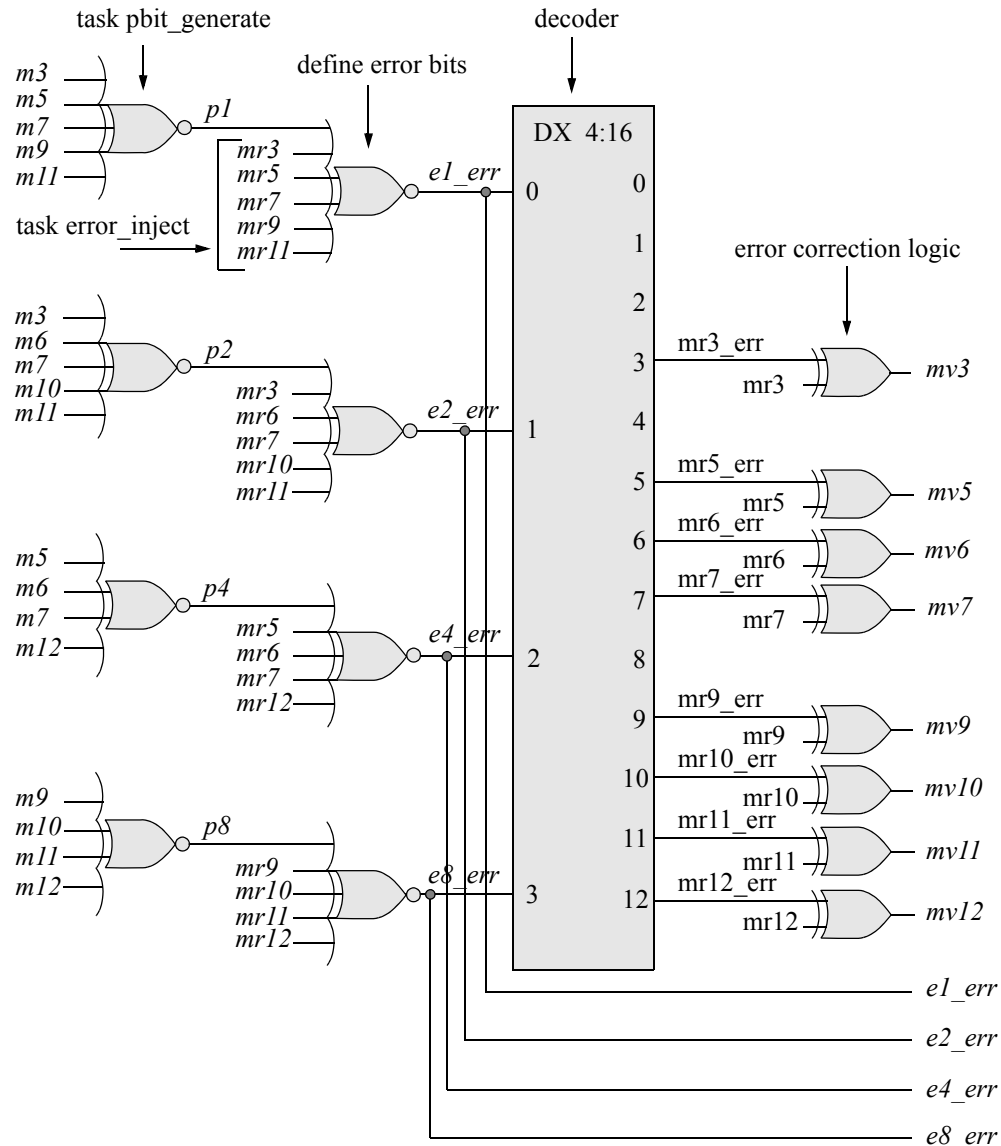 task pbit_generate
decoder
define error bits
m3
m5
m7
m9
m11
p1
mr3
mr5
mr7
mr9
mr11
task error_inject
e1_err
m3
m6
m7
m10
m11
p2
mr3
mr6
mr7
mr10
mr11
e2_err
m5
m6
m7
m12
p4
mr5
mr6
mr7
mr12
e4_err
m9
m10
m11
m12
p8
mr9
mr10
mr11
mr12
e8_err
DX 4:16
0
1
2
3
0
1
2
3
4
5
6
7
8
9
10
11
12
error correction logic
mr3_err
mr3
mv3
mr5_err
mr5
mv5
mr6_err
mr6
mv6
mr7_err
mr7
mv7
mr9_err
mr9
mv9
mr10_err
mr10
mv10
mr11_err
mr11
mv11
mr12_err
mr12
mv12
e1_err
e2_err
e4_err
e8_err